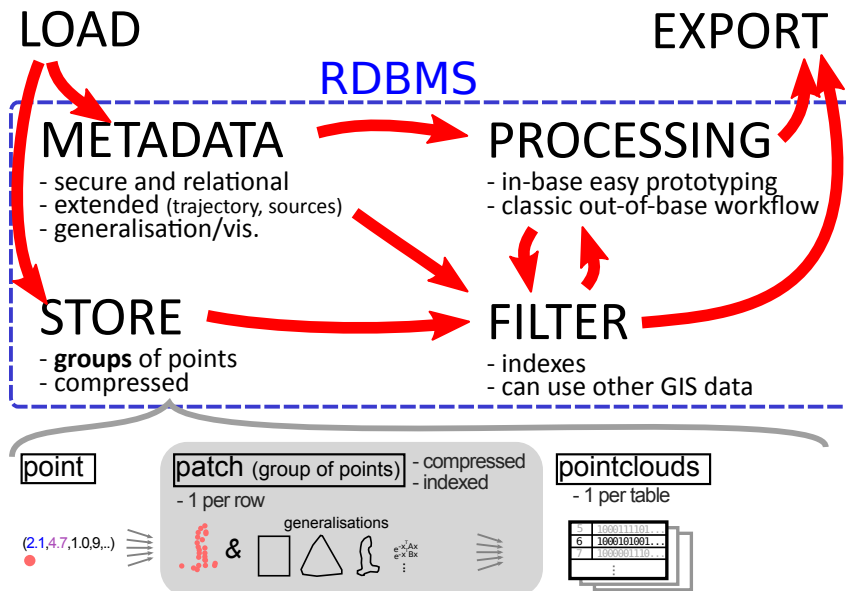 LOAD
EXPORT
RDBMS
METADATA
- secure and relational
- extended (trajectory, sources)
- generalisation/vis.
PROCESSING
- in-base easy prototyping
- classic out-of-base workflow
STORE
- groups of points
- compressed
FILTER
- indexes
- can use other GIS data
point
patch (group of points)
- compressed
- indexed
- 1 per row
pointclouds
- 1 per table
generalisations
(2.1,4.7,1.0,9,..)
&
e-xᵀAx
e-xᵀBx
⋮
5 1000111101...
6 1000101001...
7 1000001110...
⋮